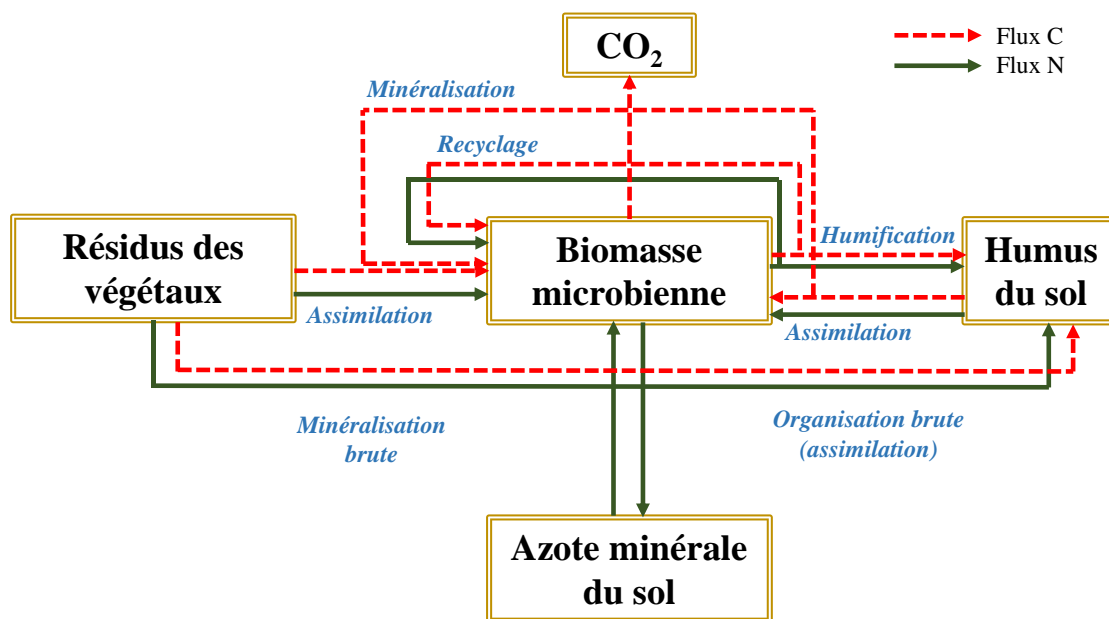 CO₂
Flux C
Flux N
Minéralisation
Recyclage
Résidus des
végétaux
Biomasse
microbienne
Humification
Humus
du sol
Assimilation
Assimilation
Minéralisation
brute
Organisation brute
(assimilation)
Azote minérale
du sol